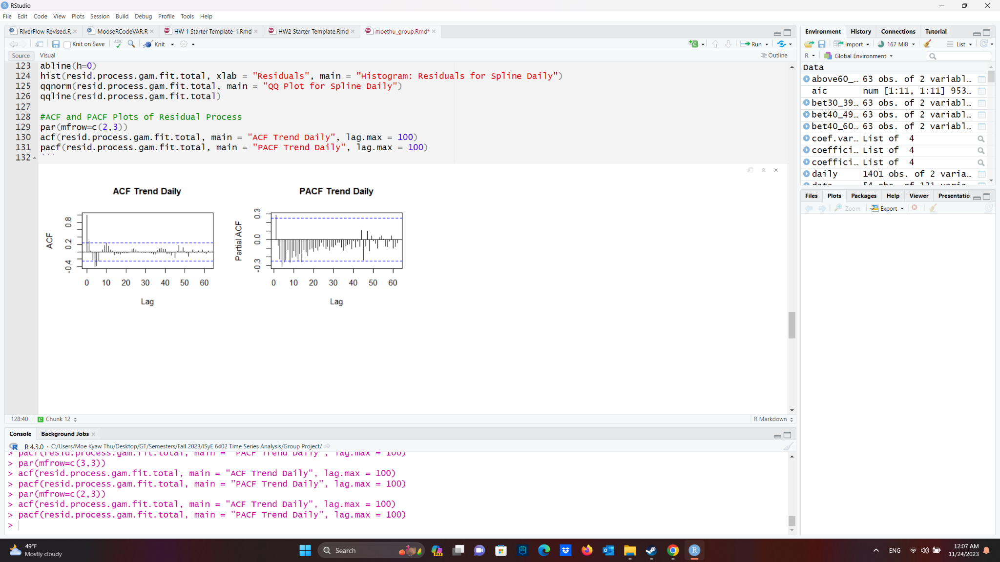 RStudio
File Edit Code View Plots Session Build Debug Profile Tools Help
RiverFlow Revised.R MooseRCodeVAR.R HW 1 Starter Template-1.Rmd HW2 Starter Template.Rmd moethu_group.Rmd*
Knit on Save ABC Knit Run
Source Visual Outline
123 abline(h=0)
124 hist(resid.process.gam.fit.total, xlab = "Residuals", main = "Histogram: Residuals for Spline Daily")
125 qqnorm(resid.process.gam.fit.total, main = "QQ Plot for Spline Daily")
126 qqline(resid.process.gam.fit.total)
127
128 #ACF and PACF Plots of Residual Process
129 par(mfrow=c(2,3))
130 acf(resid.process.gam.fit.total, main = "ACF Trend Daily", lag.max = 100)
131 pacf(resid.process.gam.fit.total, main = "PACF Trend Daily", lag.max = 100)
132 ```
ACF Trend Daily
ACF
0.8
0.2
-0.4
0 10 20 30 40 50 60
Lag
PACF Trend Daily
Partial ACF
0.3
0.0
-0.3
0 10 20 30 40 50 60
Lag
128:40 C Chunk 12 R Markdown
Console Background Jobs
R R 4.3.0 · C:/Users/Moe Kyaw Thu/Desktop/GT/Semesters/Fall 2023/ISyE 6402 Time Series Analysis/Group Project/
> pacf(resid.process.gam.fit.total, main = "PACF Trend Daily", lag.max = 100)
> par(mfrow=c(3,3))
> acf(resid.process.gam.fit.total, main = "ACF Trend Daily", lag.max = 100)
> pacf(resid.process.gam.fit.total, main = "PACF Trend Daily", lag.max = 100)
> par(mfrow=c(2,3))
> acf(resid.process.gam.fit.total, main = "ACF Trend Daily", lag.max = 100)
> pacf(resid.process.gam.fit.total, main = "PACF Trend Daily", lag.max = 100)
>
Environment History Connections Tutorial
Import 167 MiB List
R Global Environment
Data
above60_… 63 obs. of 2 variabl…
aic num [1:11, 1:11] 953…
bet30_39… 63 obs. of 2 variabl…
bet40_49… 63 obs. of 2 variabl…
bet40_60… 63 obs. of 2 variabl…
coef.var… List of 4
coeffici… List of 4
coeffici… List of 4
daily 1401 obs. of 2 varia…
data 54 obs. of 121 varia…
Files Plots Packages Help Viewer Presentatio
Zoom Export
49°F
Mostly cloudy
Search
PRE
R
ENG
12:07 AM
11/24/2023